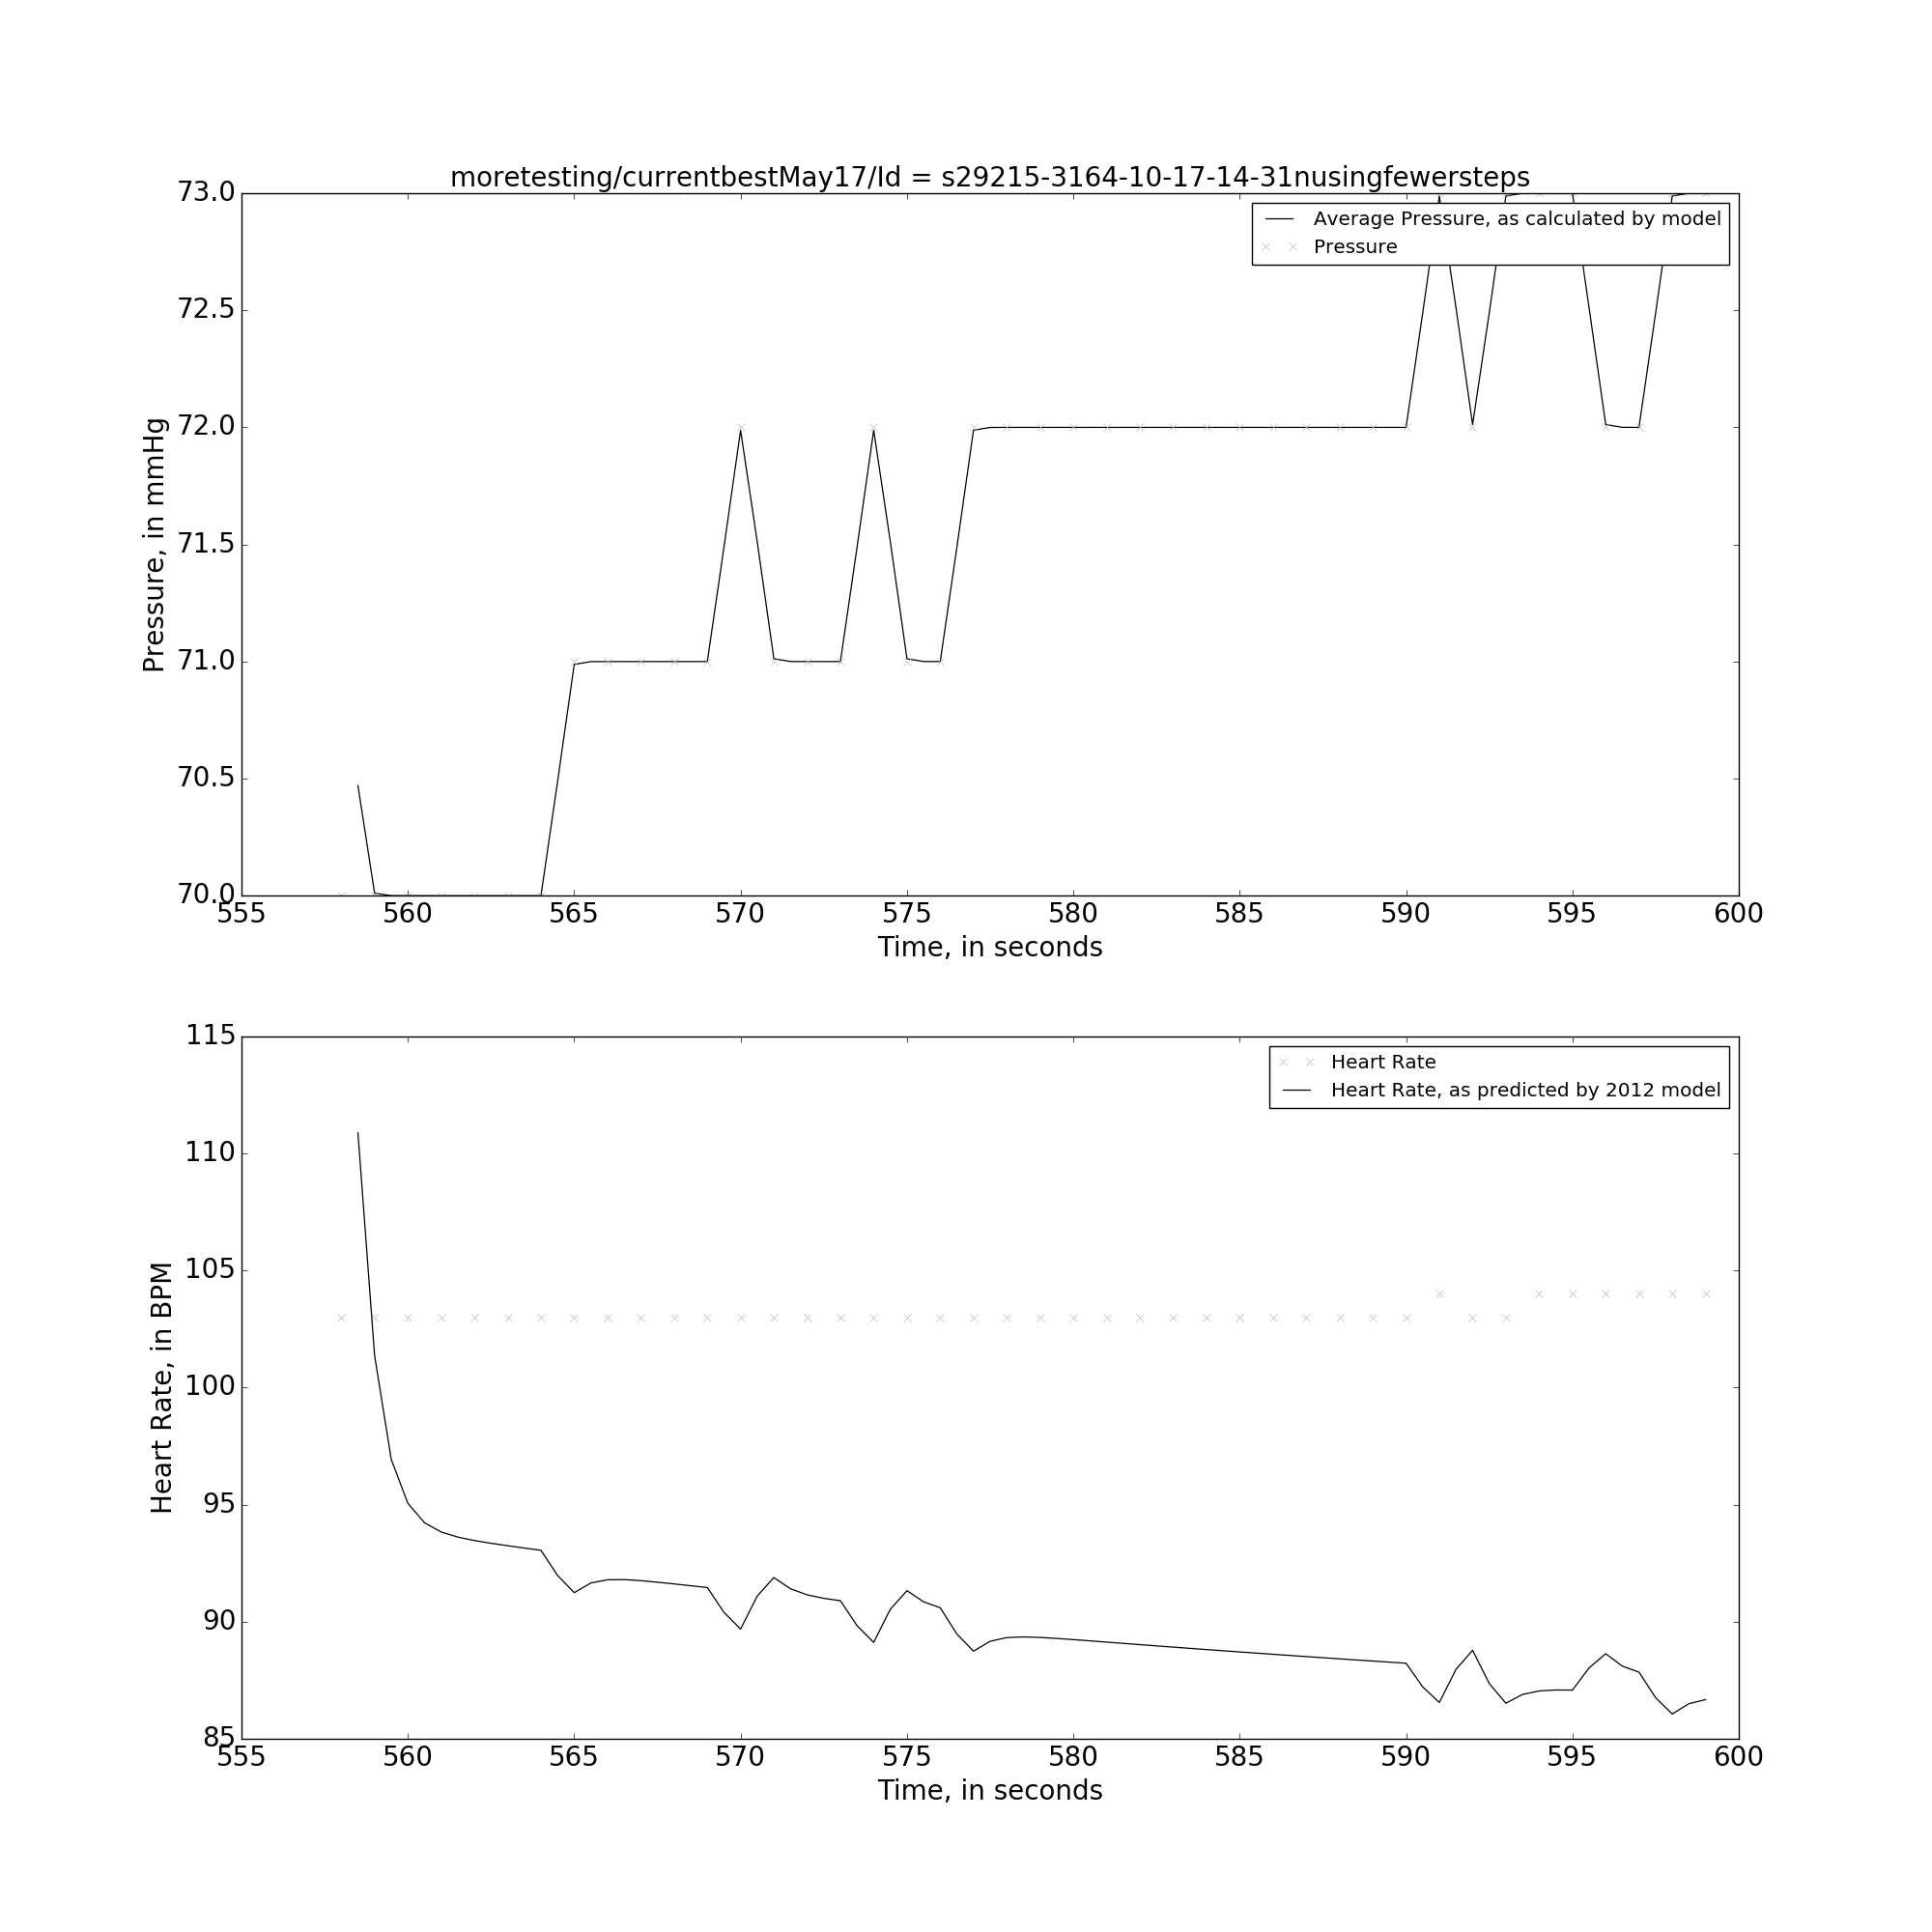 moretesting/currentbestMay17/Id = s29215-3164-10-17-14-31nusingfewersteps
73.0
72.5
72.0
71.5
71.0
70.5
70.0
Pressure, in mmHg
Average Pressure, as calculated by model
Pressure
555 560 565 570 575 580 585 590 595 600
Time, in seconds
115
110
105
100
95
90
85
Heart Rate, in BPM
Heart Rate
Heart Rate, as predicted by 2012 model
555 560 565 570 575 580 585 590 595 600
Time, in seconds